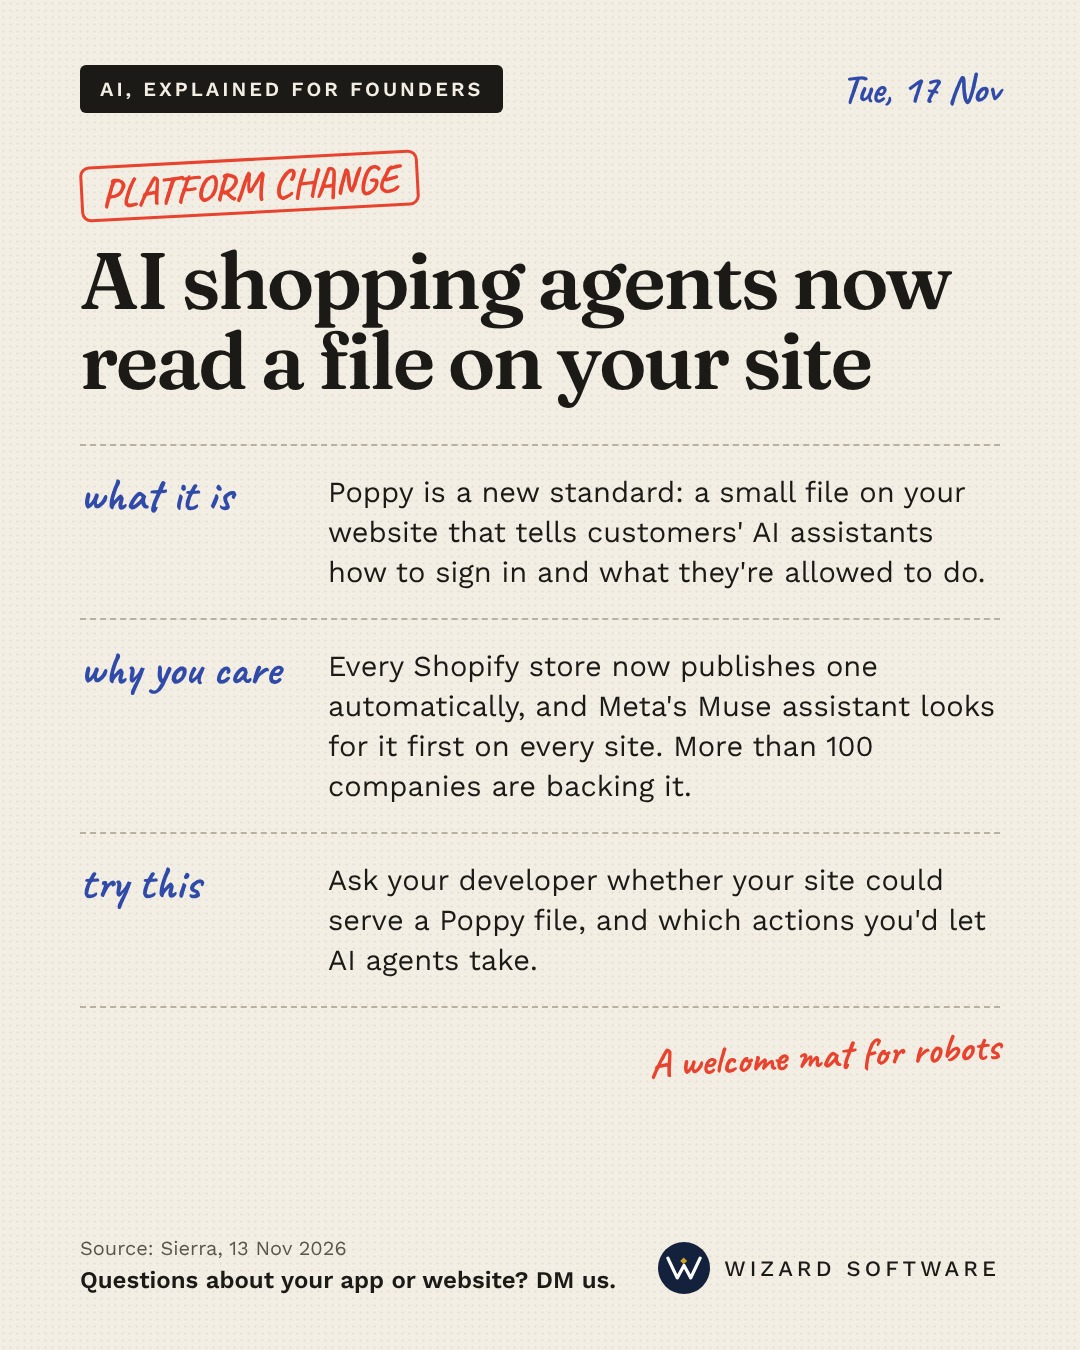 AI, EXPLAINED FOR FOUNDERS
Tue, 17 Nov
PLATFORM CHANGE
AI shopping agents now
read a file on your site
what it is
Poppy is a new standard: a small file on your
website that tells customers' AI assistants
how to sign in and what they're allowed to do.
why you care
Every Shopify store now publishes one
automatically, and Meta's Muse assistant looks
for it first on every site. More than 100
companies are backing it.
try this
Ask your developer whether your site could
serve a Poppy file, and which actions you'd let
AI agents take.
A welcome mat for robots
Source: Sierra, 13 Nov 2026
Questions about your app or website? DM us.
W
WIZARD SOFTWARE